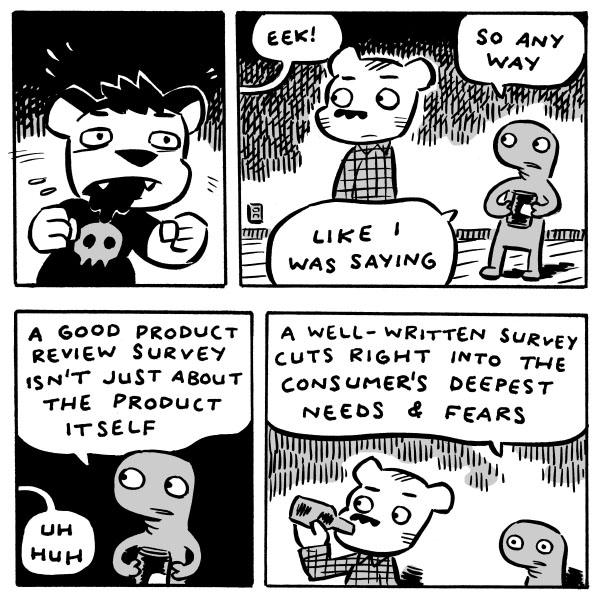 EEK!
SO ANY
WAY
LIKE I
WAS SAYING
A GOOD PRODUCT
REVIEW SURVEY
ISN'T JUST ABOUT
THE PRODUCT
ITSELF
UH
HUH
A WELL-WRITTEN SURVEY
CUTS RIGHT INTO THE
CONSUMER'S DEEPEST
NEEDS & FEARS